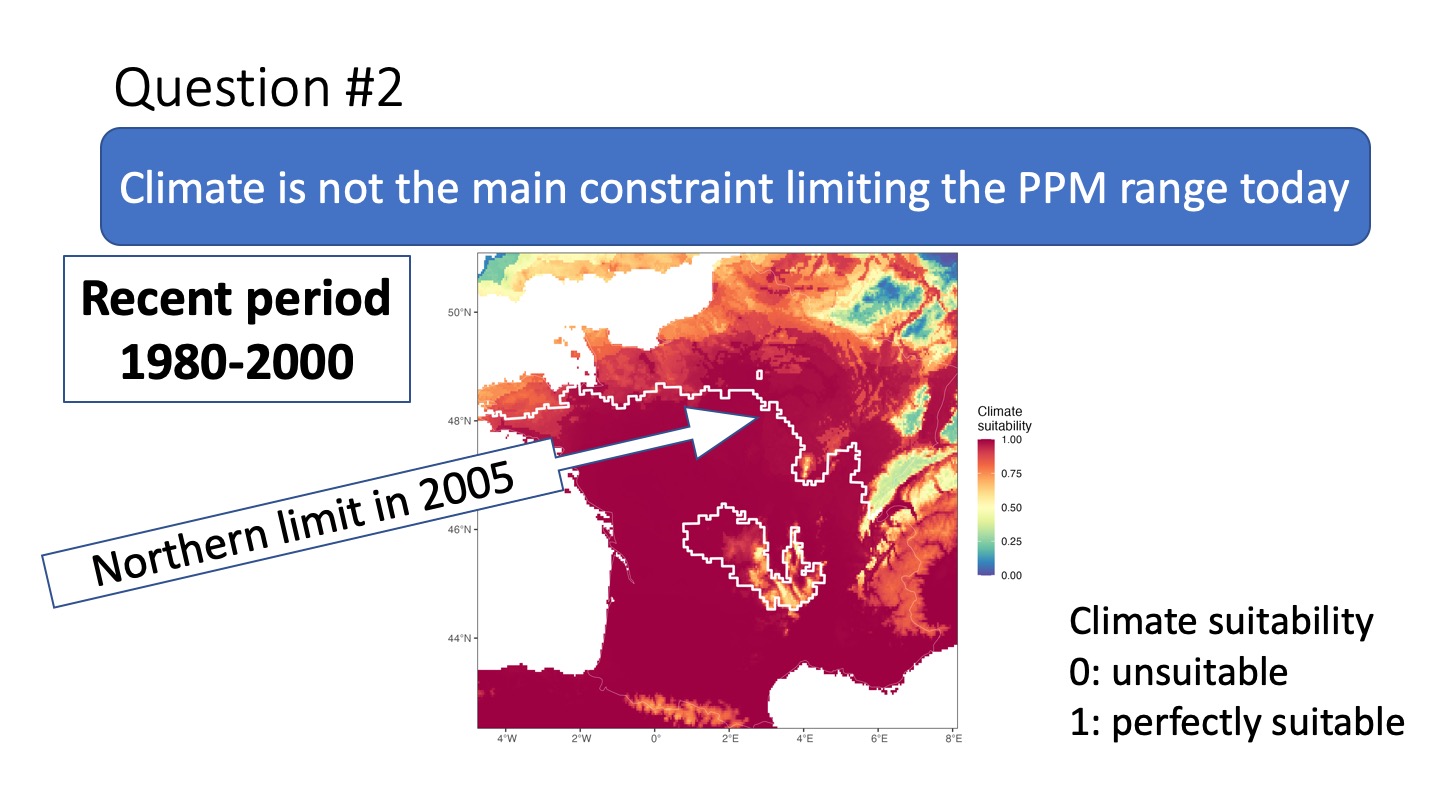 Question #2
Climate is not the main constraint limiting the PPM range today
Recent period
1980-2000
Northern limit in 2005
50°N
48°N
46°N
44°N
4°W
2°W
0°
2°E
4°E
6°E
8°E
Climate
suitability
1.00
0.75
0.50
0.25
0.00
Climate suitability
0: unsuitable
1: perfectly suitable